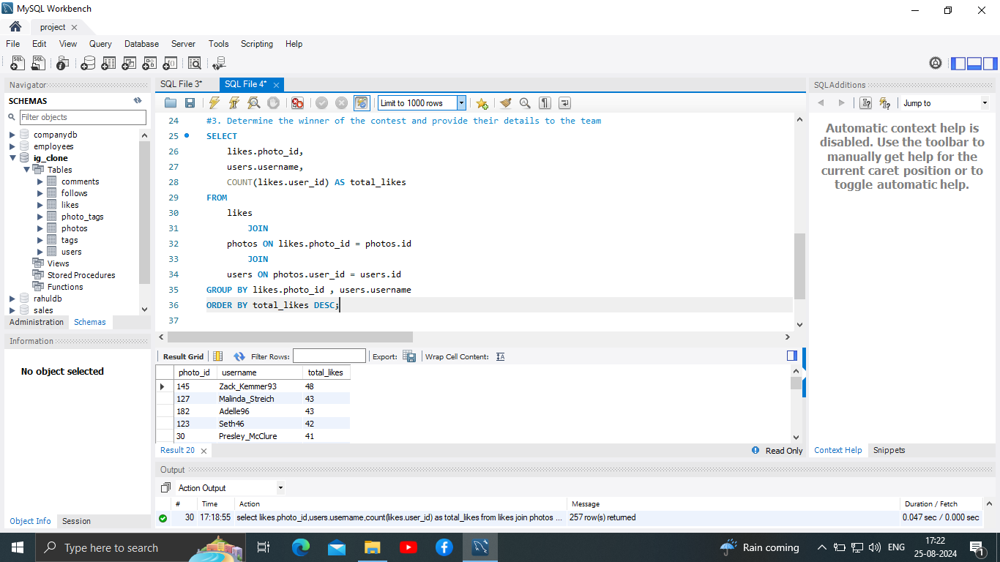 MySQL Workbench
project
File Edit View Query Database Server Tools Scripting Help
Navigator
SCHEMAS
Filter objects
companydb
employees
ig_clone
Tables
comments
follows
likes
photo_tags
photos
tags
users
Views
Stored Procedures
Functions
rahuldb
sales
Administration Schemas
Information
No object selected
Object Info Session
SQL File 3* SQL File 4*
Limit to 1000 rows
24 #3. Determine the winner of the contest and provide their details to the team
25 SELECT
26 likes.photo_id,
27 users.username,
28 COUNT(likes.user_id) AS total_likes
29 FROM
30 likes
31 JOIN
32 photos ON likes.photo_id = photos.id
33 JOIN
34 users ON photos.user_id = users.id
35 GROUP BY likes.photo_id , users.username
36 ORDER BY total_likes DESC;
37
Result Grid Filter Rows: Export: Wrap Cell Content:
photo_id username total_likes
145 Zack_Kemmer93 48
127 Malinda_Streich 43
182 Adelle96 43
123 Seth46 42
30 Presley_McClure 41
Result 20 Read Only
Output
Action Output
# Time Action Message Duration / Fetch
30 17:18:55 select likes.photo_id,users.username,count(likes.user_id) as total_likes from likes join photos ... 257 row(s) returned 0.047 sec / 0.000 sec
SQLAdditions
Jump to
Automatic context help is
disabled. Use the toolbar to
manually get help for the
current caret position or to
toggle automatic help.
Context Help Snippets
Type here to search
Rain coming
ENG
17:22
25-08-2024
1